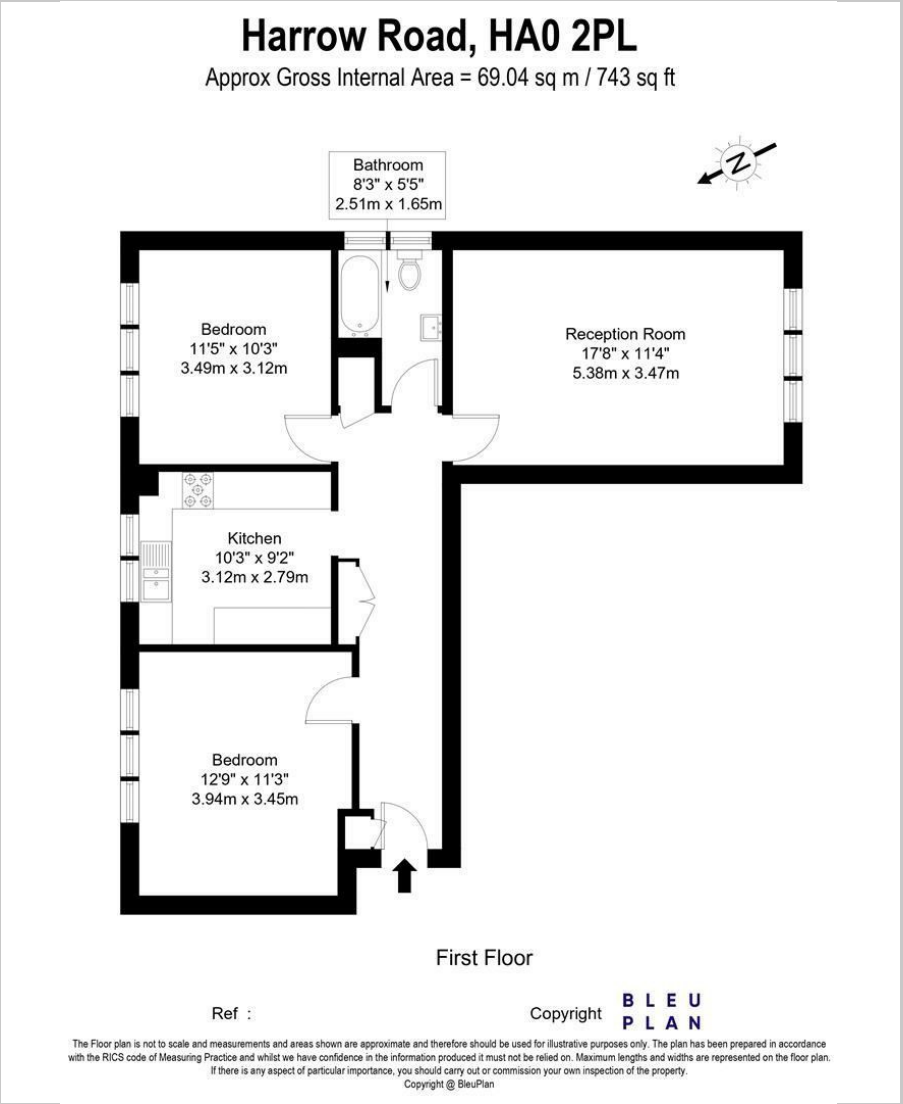 Harrow Road, HA0 2PL
Approx Gross Internal Area = 69.04 sq m / 743 sq ft
N
Bathroom
8'3" x 5'5"
2.51m x 1.65m
Bedroom
11'5" x 10'3"
3.49m x 3.12m
Reception Room
17'8" x 11'4"
5.38m x 3.47m
Kitchen
10'3" x 9'2"
3.12m x 2.79m
Bedroom
12'9" x 11'3"
3.94m x 3.45m
First Floor
Ref :
Copyright
BLEU
PLAN
The Floor plan is not to scale and measurements and areas shown are approximate and therefore should be used for illustrative purposes only. The plan has been prepared in accordance
with the RICS code of Measuring Practice and whilst we have confidence in the information produced it must not be relied on. Maximum lengths and widths are represented on the floor plan.
If there is any aspect of particular importance, you should carry out or commission your own inspection of the property.
Copyright @ BleuPlan